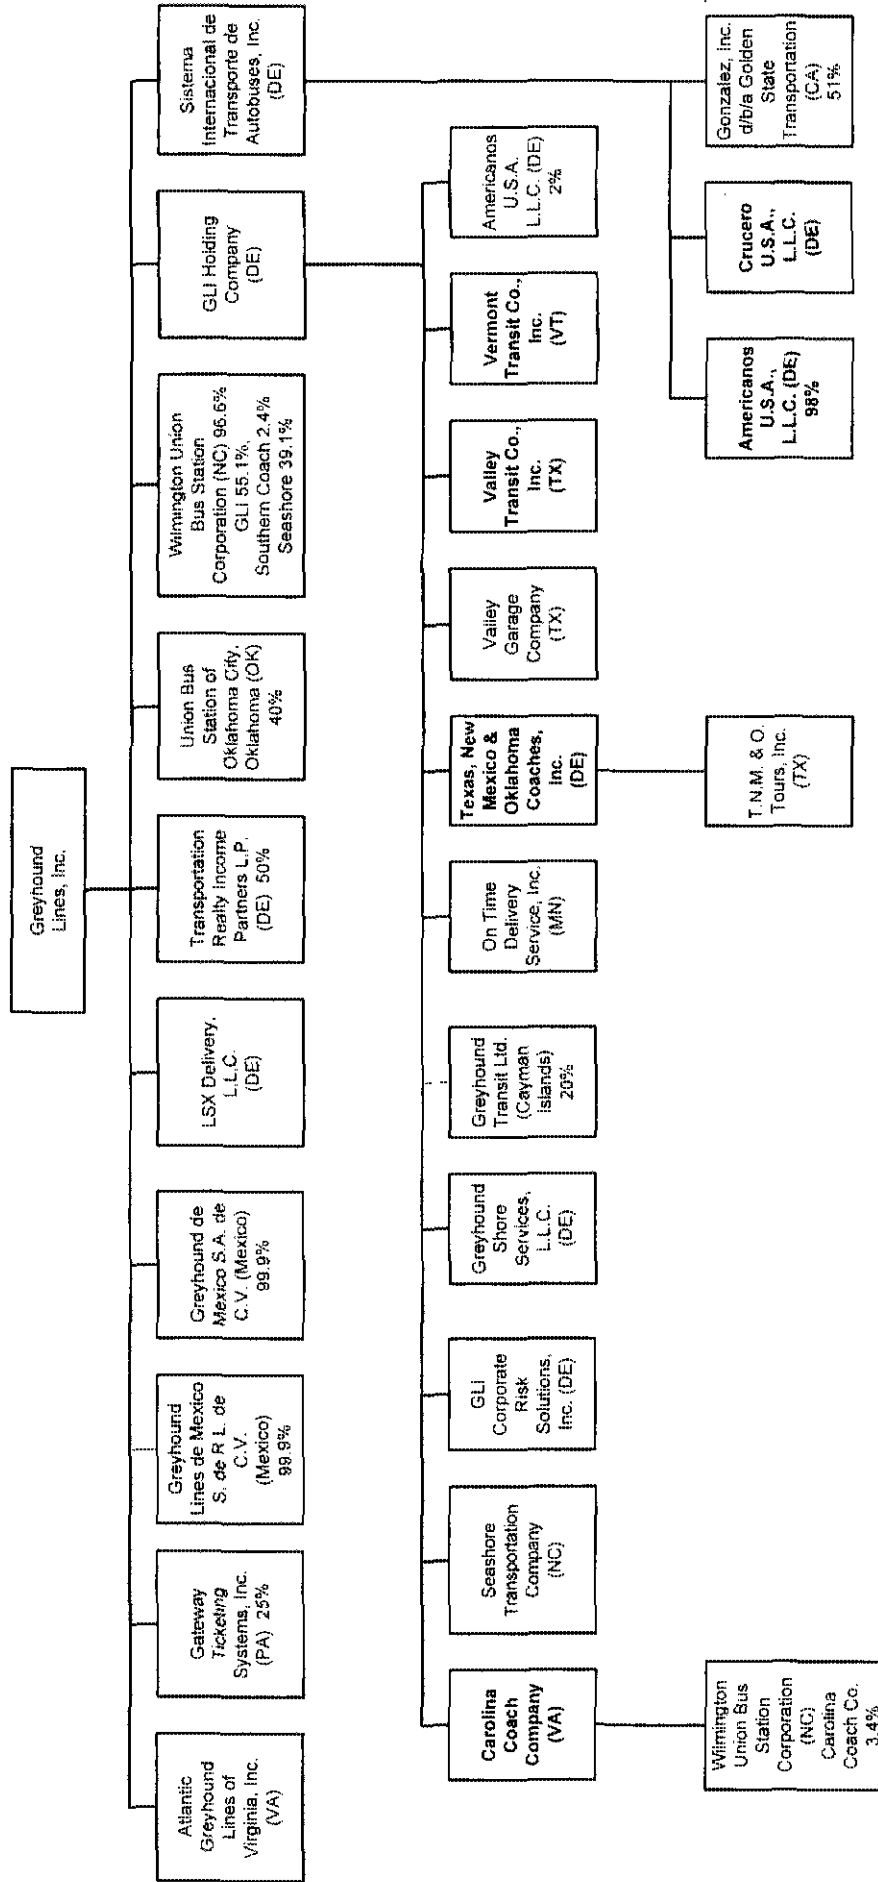 Greyhound
Lines, Inc.
Atlantic
Greyhound
Lines of
Virginia, Inc.
(VA)
Gateway
Ticketing
Systems, Inc.
(PA) 25%
Greyhound
Lines de Mexico
S. de R L. de
C.V.
(Mexico)
99.9%
Greyhound de
Mexico S.A. de
C.V. (Mexico)
99.9%
LSX Delivery,
L.L.C.
(DE)
Transportation
Realty Income
Partners L.P.
(DE) 50%
Union Bus
Station of
Oklahoma City,
Oklahoma (OK)
40%
Wilmington Union
Bus Station
Corporation (NC) 96.6%
GLI 55.1%,
Southern Coach 2.4%
Seashore 39.1%
GLI Holding
Company
(DE)
Sistema
Internacional de
Transporte de
Autobuses, Inc.
(DE)
Carolina
Coach
Company
(VA)
Seashore
Transportation
Company
(NC)
GLI
Corporate
Risk
Solutions,
Inc. (DE)
Greyhound
Shore
Services,
L.L.C.
(DE)
Greyhound
Transit Ltd.
(Cayman
Islands)
20%
On Time
Delivery
Service, Inc.
(MN)
Texas, New
Mexico &
Oklahoma
Coaches,
Inc.
(DE)
Valley
Garage
Company
(TX)
Valley
Transit Co.,
Inc.
(TX)
Vermont
Transit Co.,
Inc.
(VT)
Americanos
U.S.A.
L.L.C. (DE)
2%
Wilmington
Union Bus
Station
Corporation
(NC)
Carolina
Coach Co.
3.4%
T.N.M. & O.
Tours, Inc.
(TX)
Americanos
U.S.A.,
L.L.C. (DE)
98%
Crucero
U.S.A.,
L.L.C.
(DE)
Gonzalez, Inc.
d/b/a Golden
State
Transportation
(CA)
51%